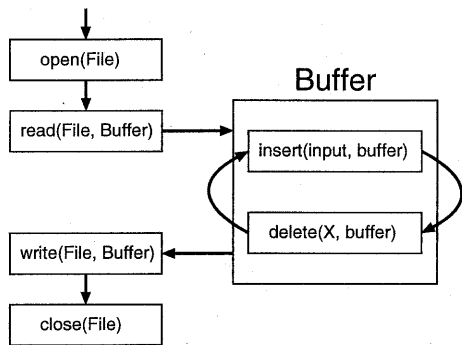 open(File)
read(File, Buffer)
Buffer
insert(input, buffer)
delete(X, buffer)
write(File, Buffer)
close(File)